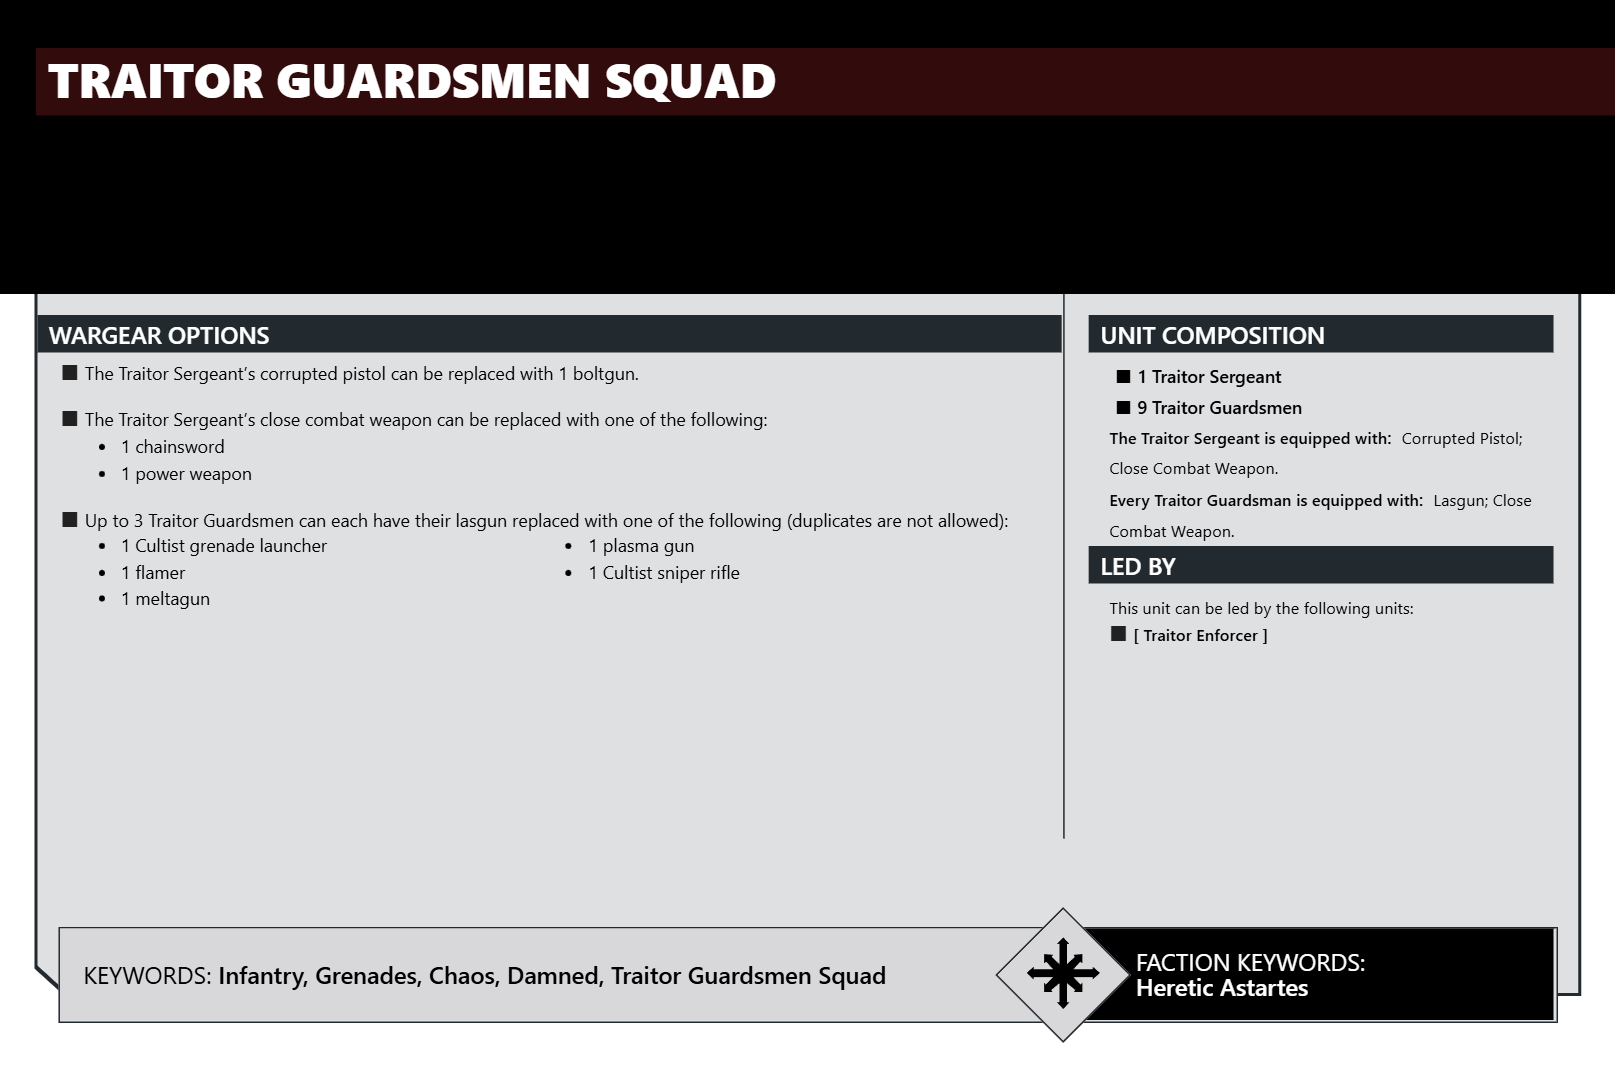 TRAITOR GUARDSMEN SQUAD
WARGEAR OPTIONS
■ The Traitor Sergeant's corrupted pistol can be replaced with 1 boltgun.
■ The Traitor Sergeant's close combat weapon can be replaced with one of the following:
• 1 chainsword
• 1 power weapon
■ Up to 3 Traitor Guardsmen can each have their lasgun replaced with one of the following (duplicates are not allowed):
• 1 Cultist grenade launcher
• 1 flamer
• 1 meltagun
• 1 plasma gun
• 1 Cultist sniper rifle
UNIT COMPOSITION
■ 1 Traitor Sergeant
■ 9 Traitor Guardsmen
The Traitor Sergeant is equipped with: Corrupted Pistol;
Close Combat Weapon.
Every Traitor Guardsman is equipped with: Lasgun; Close
Combat Weapon.
LED BY
This unit can be led by the following units:
■ [ Traitor Enforcer ]
KEYWORDS: Infantry, Grenades, Chaos, Damned, Traitor Guardsmen Squad
FACTION KEYWORDS:
Heretic Astartes